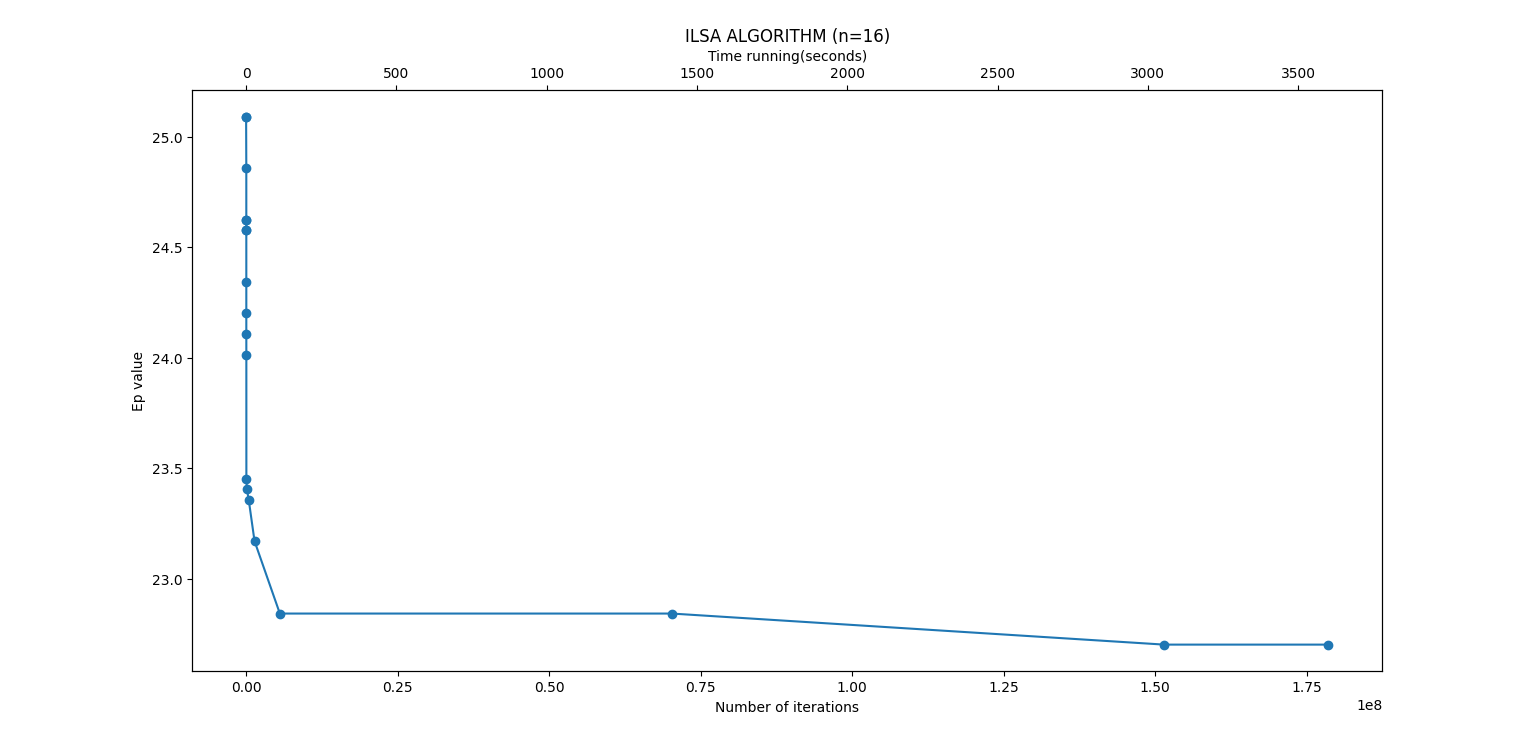 ILSA ALGORITHM (n=16)
Time running(seconds)
0 500 1000 1500 2000 2500 3000 3500
25.0
24.5
24.0
23.5
23.0
Ep value
0.00 0.25 0.50 0.75 1.00 1.25 1.50 1.75
Number of iterations
1e8